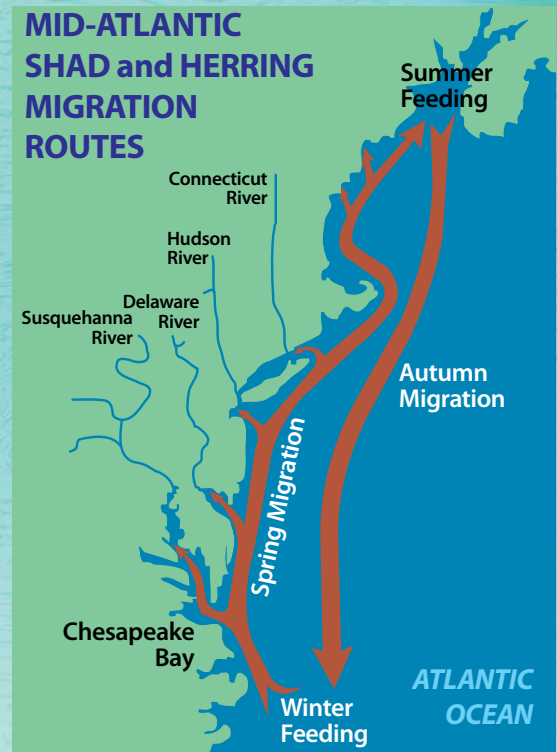 MID-ATLANTIC
SHAD and HERRING
MIGRATION
ROUTES
Summer
Feeding
Connecticut
River
Hudson
River
Delaware
River
Susquehanna
River
Autumn
Migration
Spring Migration
Chesapeake
Bay
Winter
Feeding
ATLANTIC
OCEAN